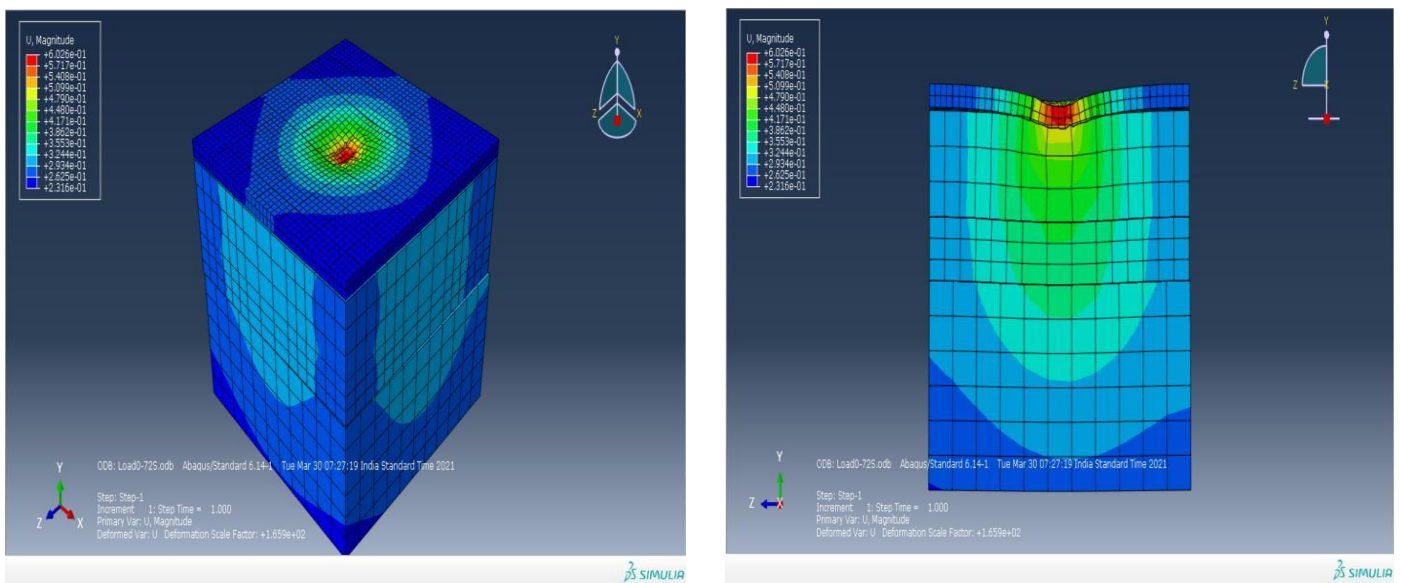 U, Magnitude
+6.026e-01
+5.717e-01
+5.408e-01
+5.099e-01
+4.790e-01
+4.480e-01
+4.171e-01
+3.862e-01
+3.553e-01
+3.244e-01
+2.934e-01
+2.625e-01
+2.316e-01
Y
Z X
ODB: Load0-72S.odb Abaqus/Standard 6.14-1 Tue Mar 30 07:27:19 India Standard Time 2021
Y
Z X
Step: Step-1
Increment 1: Step Time = 1.000
Primary Var: U, Magnitude
Deformed Var: U Deformation Scale Factor: +1.659e+02
SIMULIA
U, Magnitude
+6.026e-01
+5.717e-01
+5.408e-01
+5.099e-01
+4.790e-01
+4.480e-01
+4.171e-01
+3.862e-01
+3.553e-01
+3.244e-01
+2.934e-01
+2.625e-01
+2.316e-01
Y
Z X
ODB: Load0-72S.odb Abaqus/Standard 6.14-1 Tue Mar 30 07:27:19 India Standard Time 2021
Y
Z X
Step: Step-1
Increment 1: Step Time = 1.000
Primary Var: U, Magnitude
Deformed Var: U Deformation Scale Factor: +1.659e+02
SIMULIA